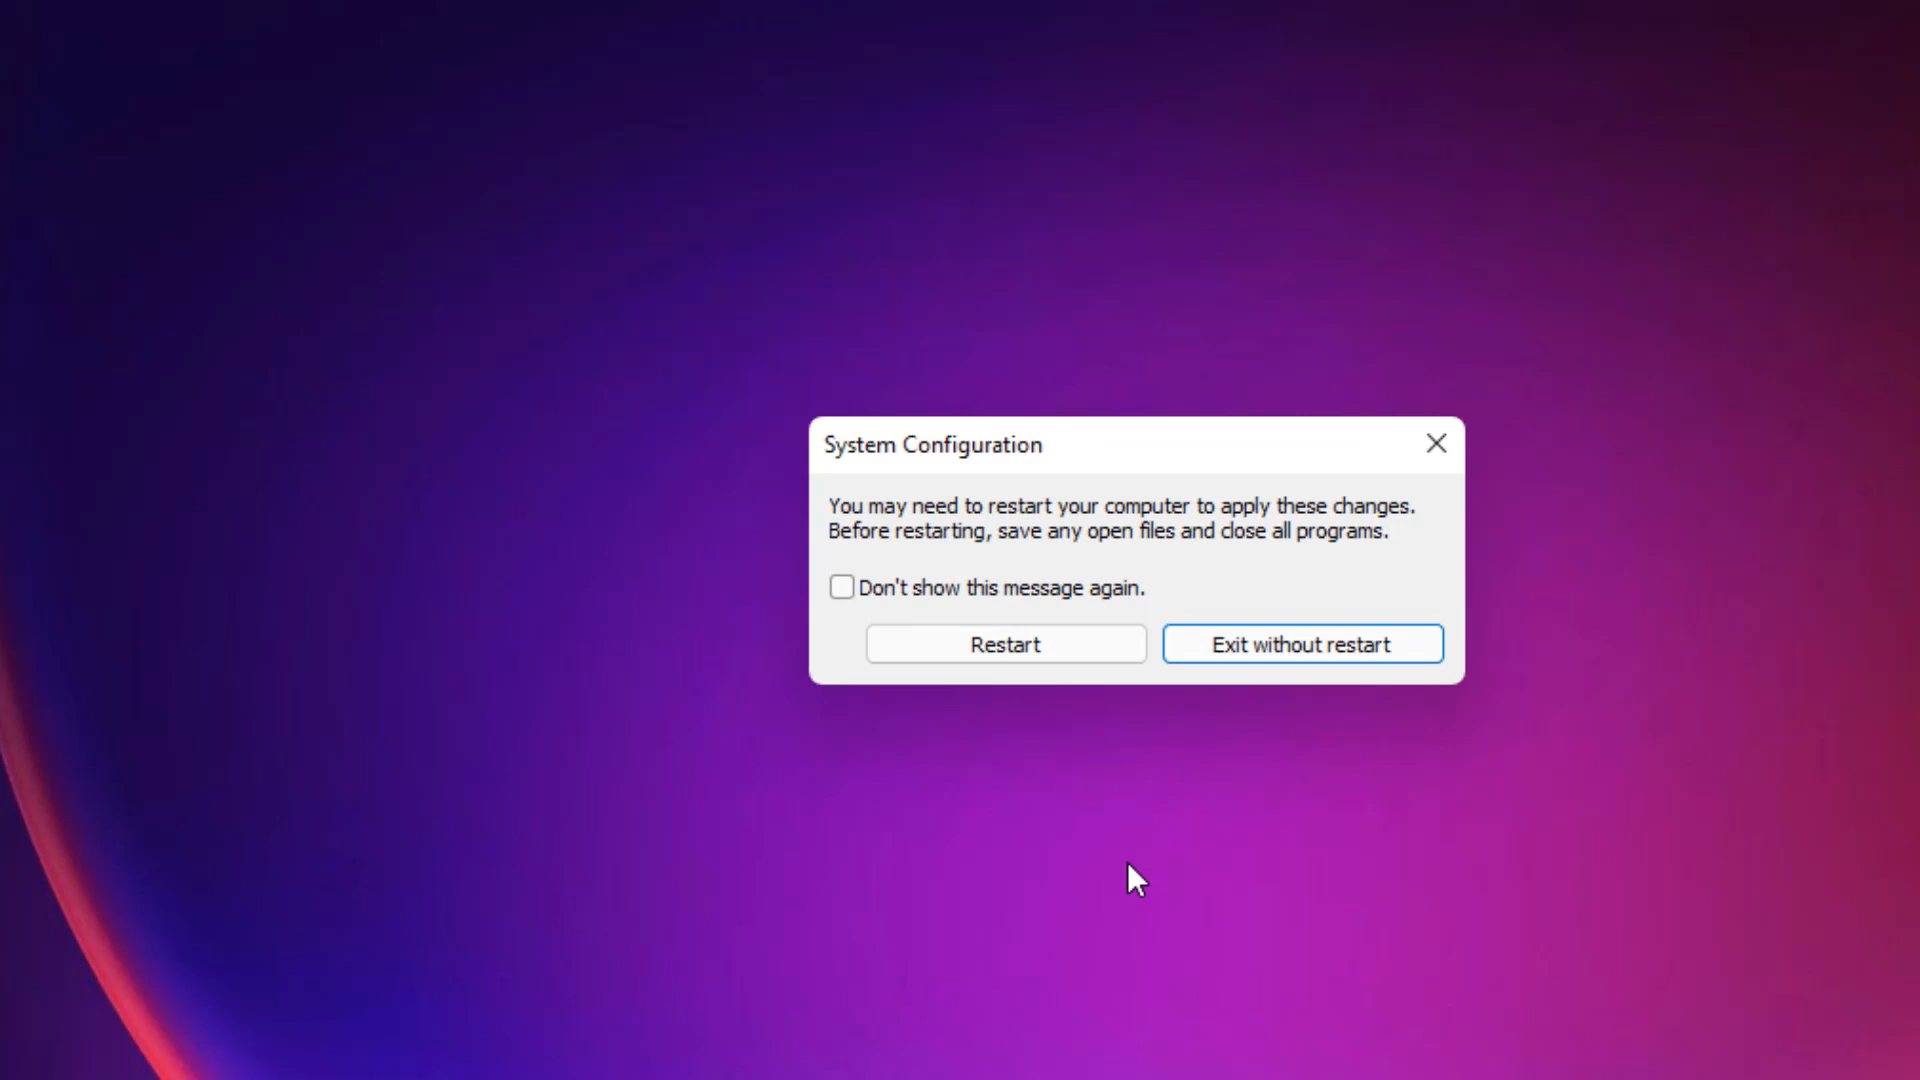 System Configuration
You may need to restart your computer to apply these changes.
Before restarting, save any open files and close all programs.
Don't show this message again.
Restart
Exit without restart